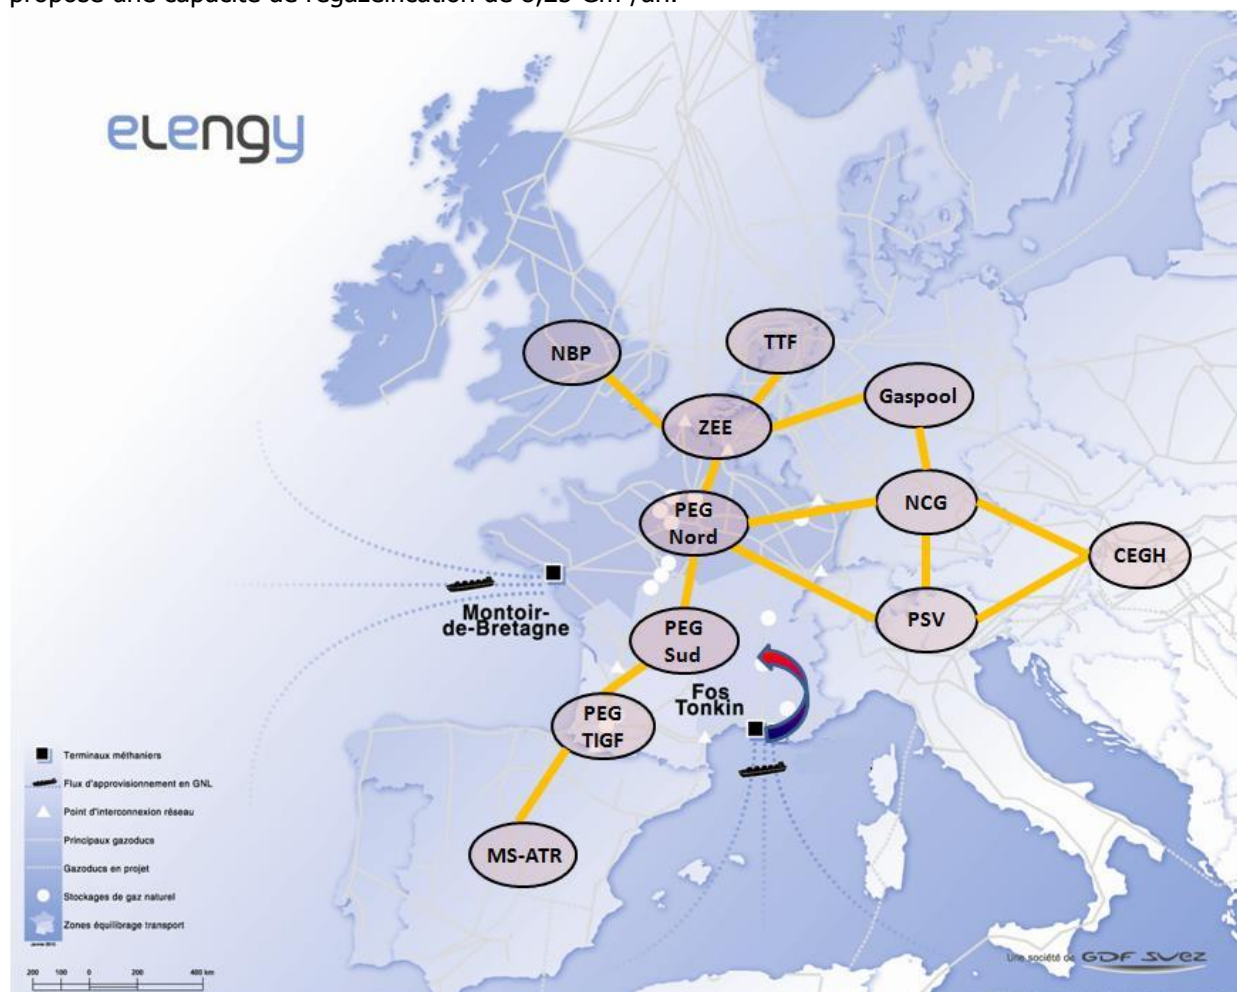 propose une capacité de regazéification de 8,25 Gm³/an.
elengy
NBP
TTF
Gaspool
ZEE
NCG
PEG
Nord
CEGH
PSV
Montoir-
de-Bretagne
PEG
Sud
Fos
Tonkin
PEG
TIGF
MS-ATR
Terminaux méthaniers
Flux d'approvisionnement en GNL
Point d'interconnexion réseau
Principaux gazoducs
Gazoducs en projet
Stockages de gaz naturel
Zones équilibrage transport
200 100 0 200 400 km
Une société de GDF SUEZ